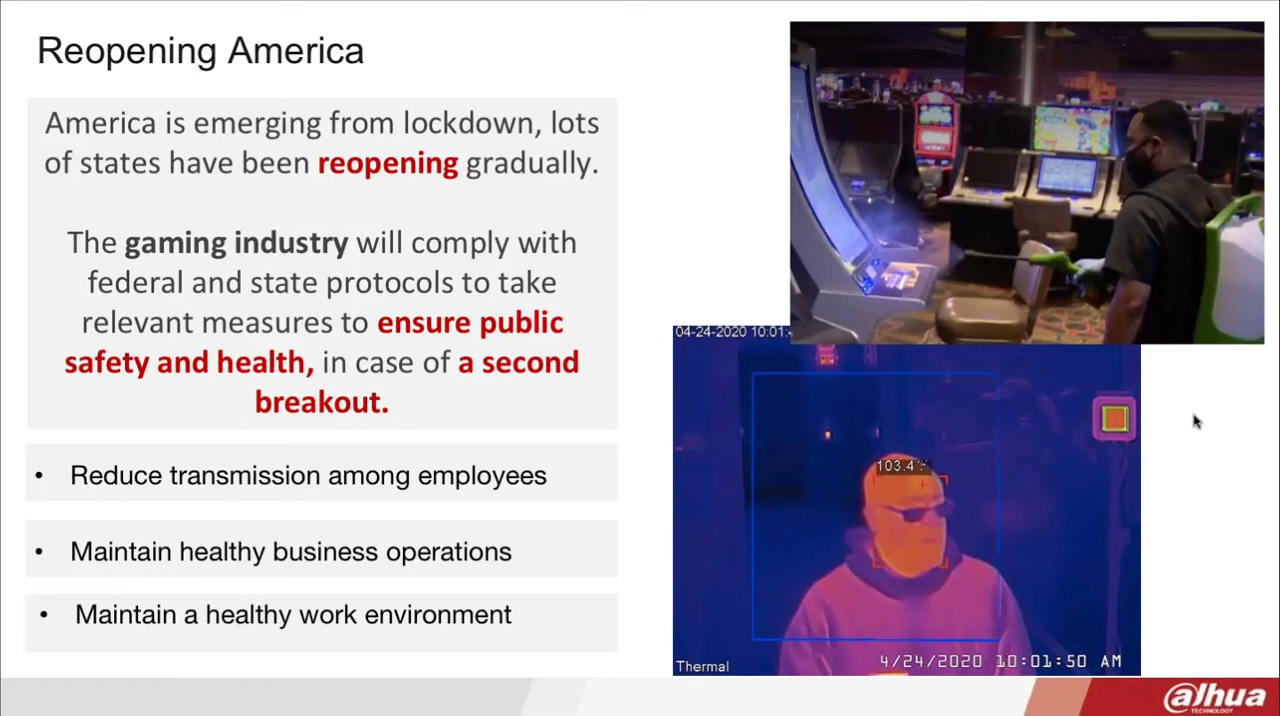 Reopening America
America is emerging from lockdown, lots
of states have been reopening gradually.
The gaming industry will comply with
federal and state protocols to take
relevant measures to ensure public
safety and health, in case of a second
breakout.
• Reduce transmission among employees
• Maintain healthy business operations
• Maintain a healthy work environment
04-24-2020 10:01:
103.4°F
Thermal
4/24/2020 10:01:50 AM
alhua
TECHNOLOGY